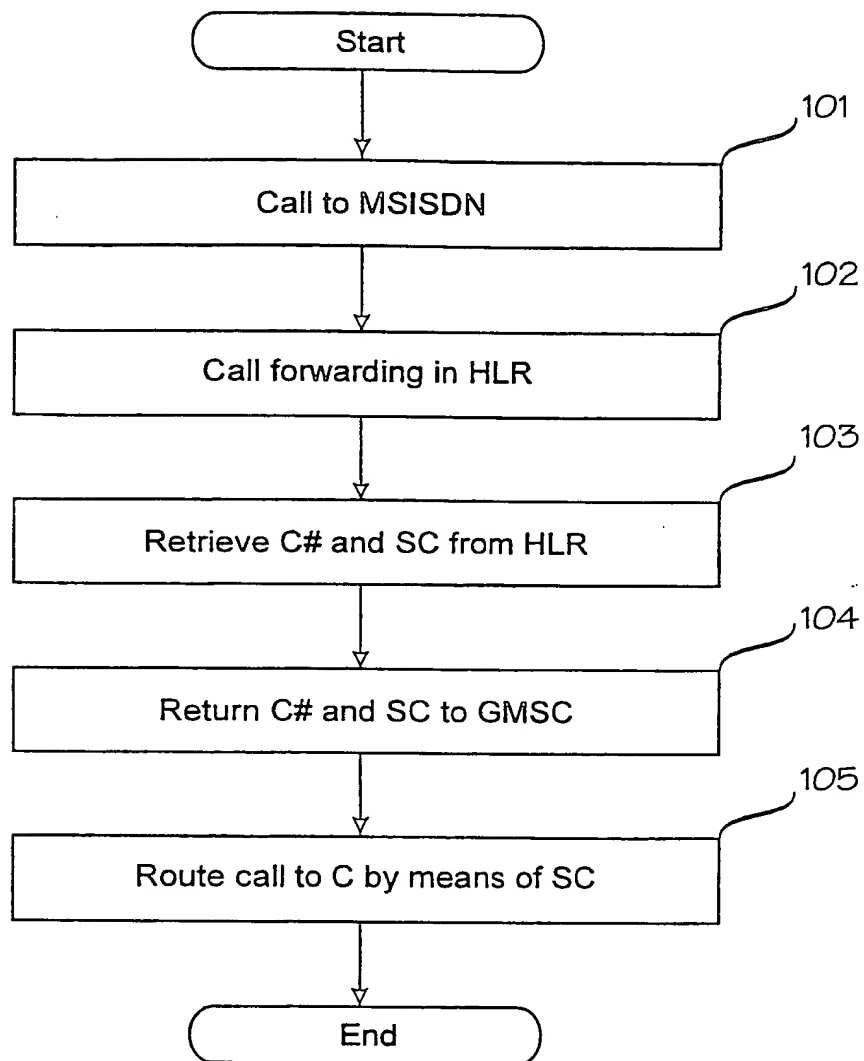 Start
101
Call to MSISDN
102
Call forwarding in HLR
103
Retrieve C# and SC from HLR
104
Return C# and SC to GMSC
105
Route call to C by means of SC
End